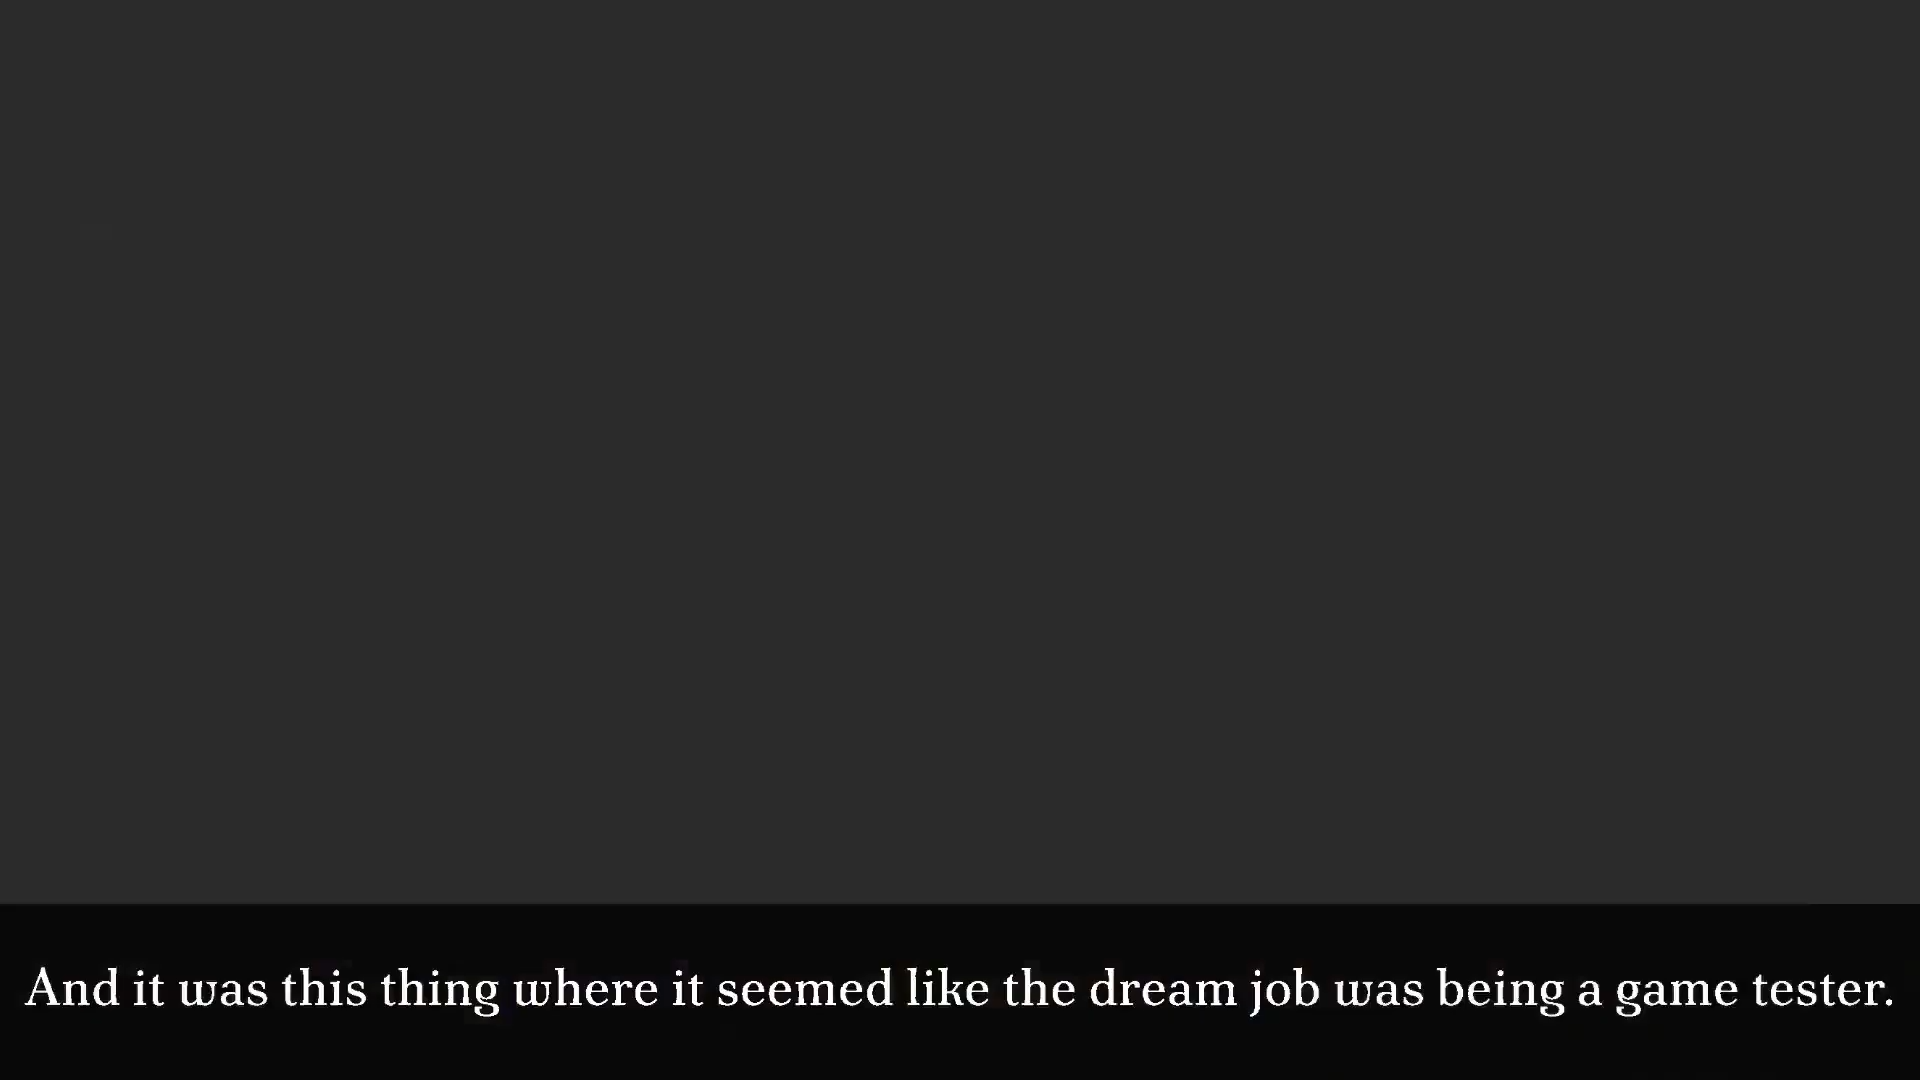 And it was this thing where it seemed like the dream job was being a game tester.